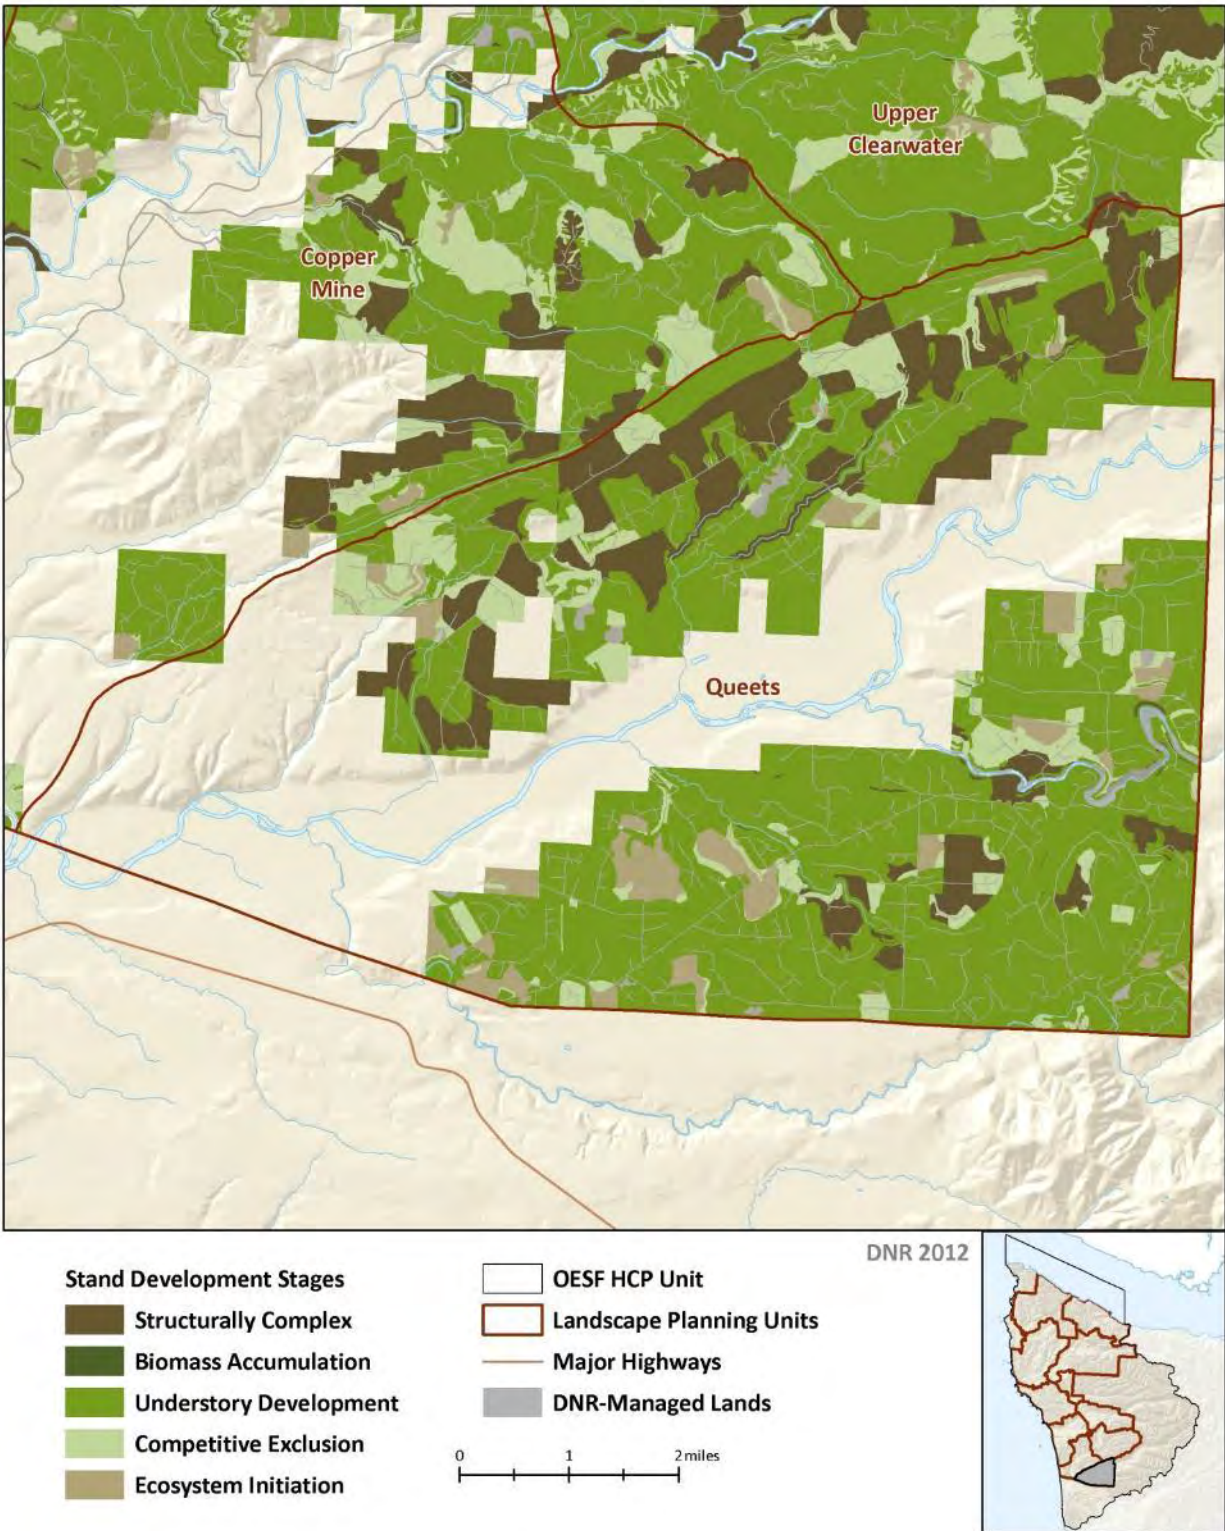 Upper
Clearwater
Copper
Mine
Queets
DNR 2012
Stand Development Stages
Structurally Complex
Biomass Accumulation
Understory Development
Competitive Exclusion
Ecosystem Initiation
OESF HCP Unit
Landscape Planning Units
Major Highways
DNR-Managed Lands
0 1 2 miles